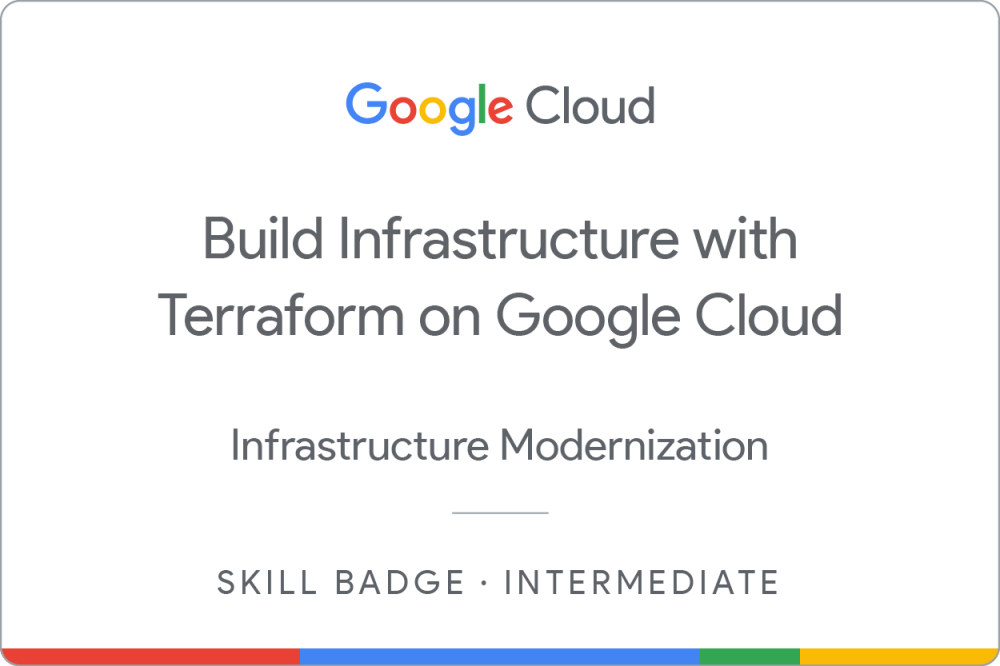 Google Cloud
Build Infrastructure with
Terraform on Google Cloud
Infrastructure Modernization
SKILL BADGE · INTERMEDIATE